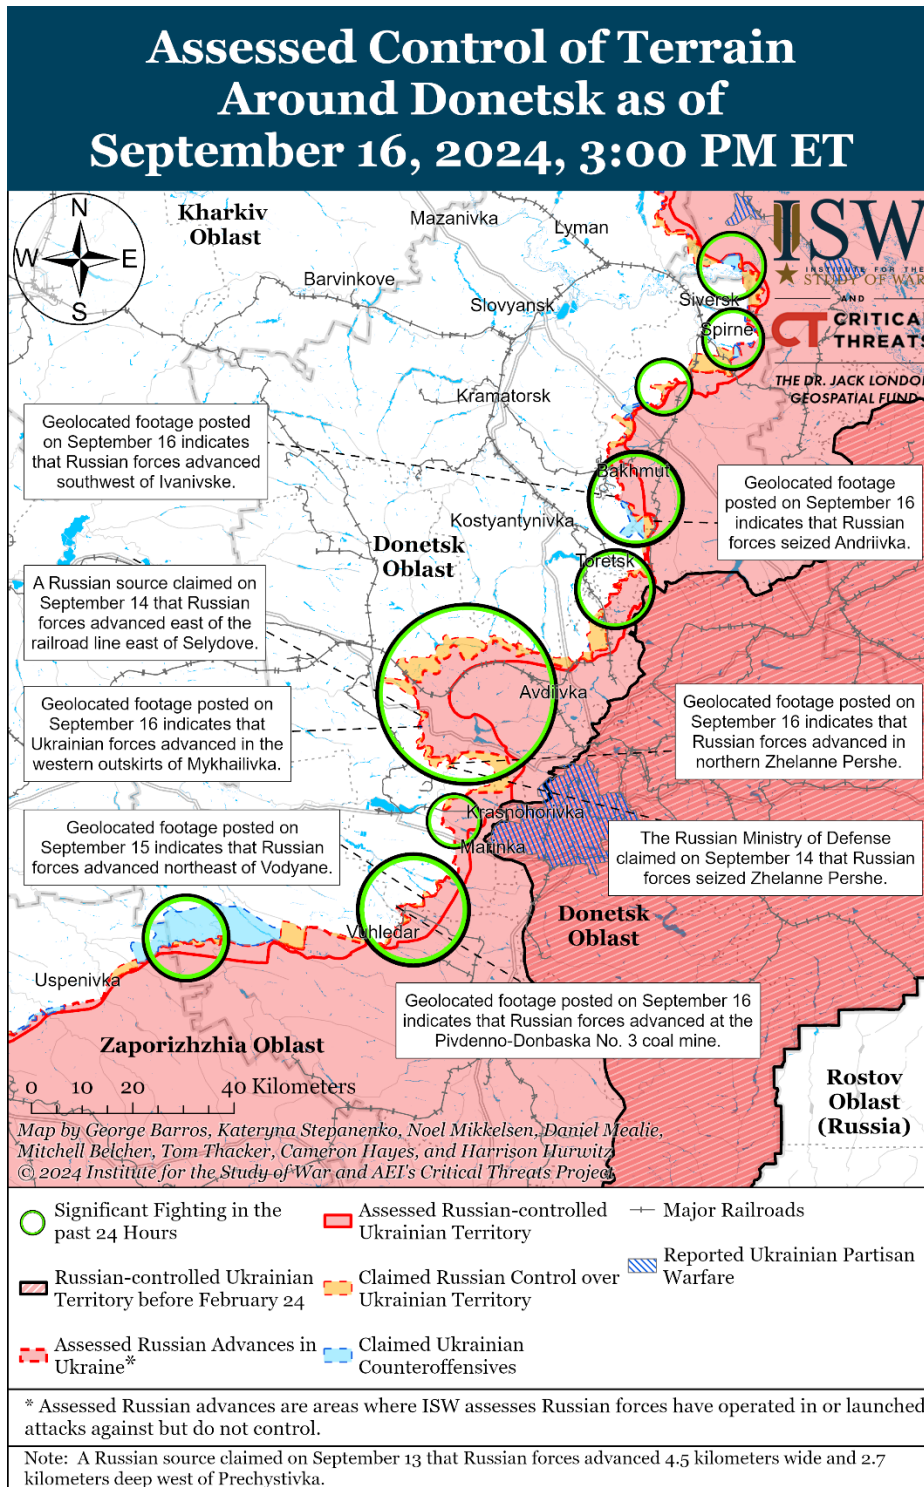 Assessed Control of Terrain
Around Donetsk as of
September 16, 2024, 3:00 PM ET
N
W
E
S
Kharkiv
Oblast
Mazanivka
Lyman
Barvinkove
Slovyansk
Siversk
Spirne
Kramatorsk
ISW
INSTITUTE FOR THE
STUDY OF WAR
AND
CT CRITICAL
THREATS
THE DR. JACK LONDON
GEOSPATIAL FUND
Geolocated footage posted
on September 16 indicates
that Russian forces advanced
southwest of Ivanivske.
Bakhmut
Geolocated footage
posted on September 16
indicates that Russian
forces seized Andriivka.
Kostyantynivka
Donetsk
Oblast
Toretsk
A Russian source claimed on
September 14 that Russian
forces advanced east of the
railroad line east of Selydove.
Avdiivka
Geolocated footage posted on
September 16 indicates that
Ukrainian forces advanced in the
western outskirts of Mykhailivka.
Geolocated footage posted on
September 16 indicates that
Russian forces advanced in
northern Zhelanne Pershe.
Krasnohorivka
Marinka
Geolocated footage posted on
September 15 indicates that Russian
forces advanced northeast of Vodyane.
The Russian Ministry of Defense
claimed on September 14 that Russian
forces seized Zhelanne Pershe.
Donetsk
Oblast
Vuhledar
Uspenivka
Geolocated footage posted on September 16
indicates that Russian forces advanced at the
Pivdenno-Donbaska No. 3 coal mine.
Zaporizhzhia Oblast
0 10 20 40 Kilometers
Rostov
Oblast
(Russia)
Map by George Barros, Kateryna Stepanenko, Noel Mikkelsen, Daniel Mealie,
Mitchell Belcher, Tom Thacker, Cameron Hayes, and Harrison Hurwitz
© 2024 Institute for the Study of War and AEI's Critical Threats Project
Significant Fighting in the
past 24 Hours
Russian-controlled Ukrainian
Territory before February 24
Assessed Russian Advances in
Ukraine*
Assessed Russian-controlled
Ukrainian Territory
Claimed Russian Control over
Ukrainian Territory
Claimed Ukrainian
Counteroffensives
Major Railroads
Reported Ukrainian Partisan
Warfare
* Assessed Russian advances are areas where ISW assesses Russian forces have operated in or launched
attacks against but do not control.
Note: A Russian source claimed on September 13 that Russian forces advanced 4.5 kilometers wide and 2.7
kilometers deep west of Prechystivka.